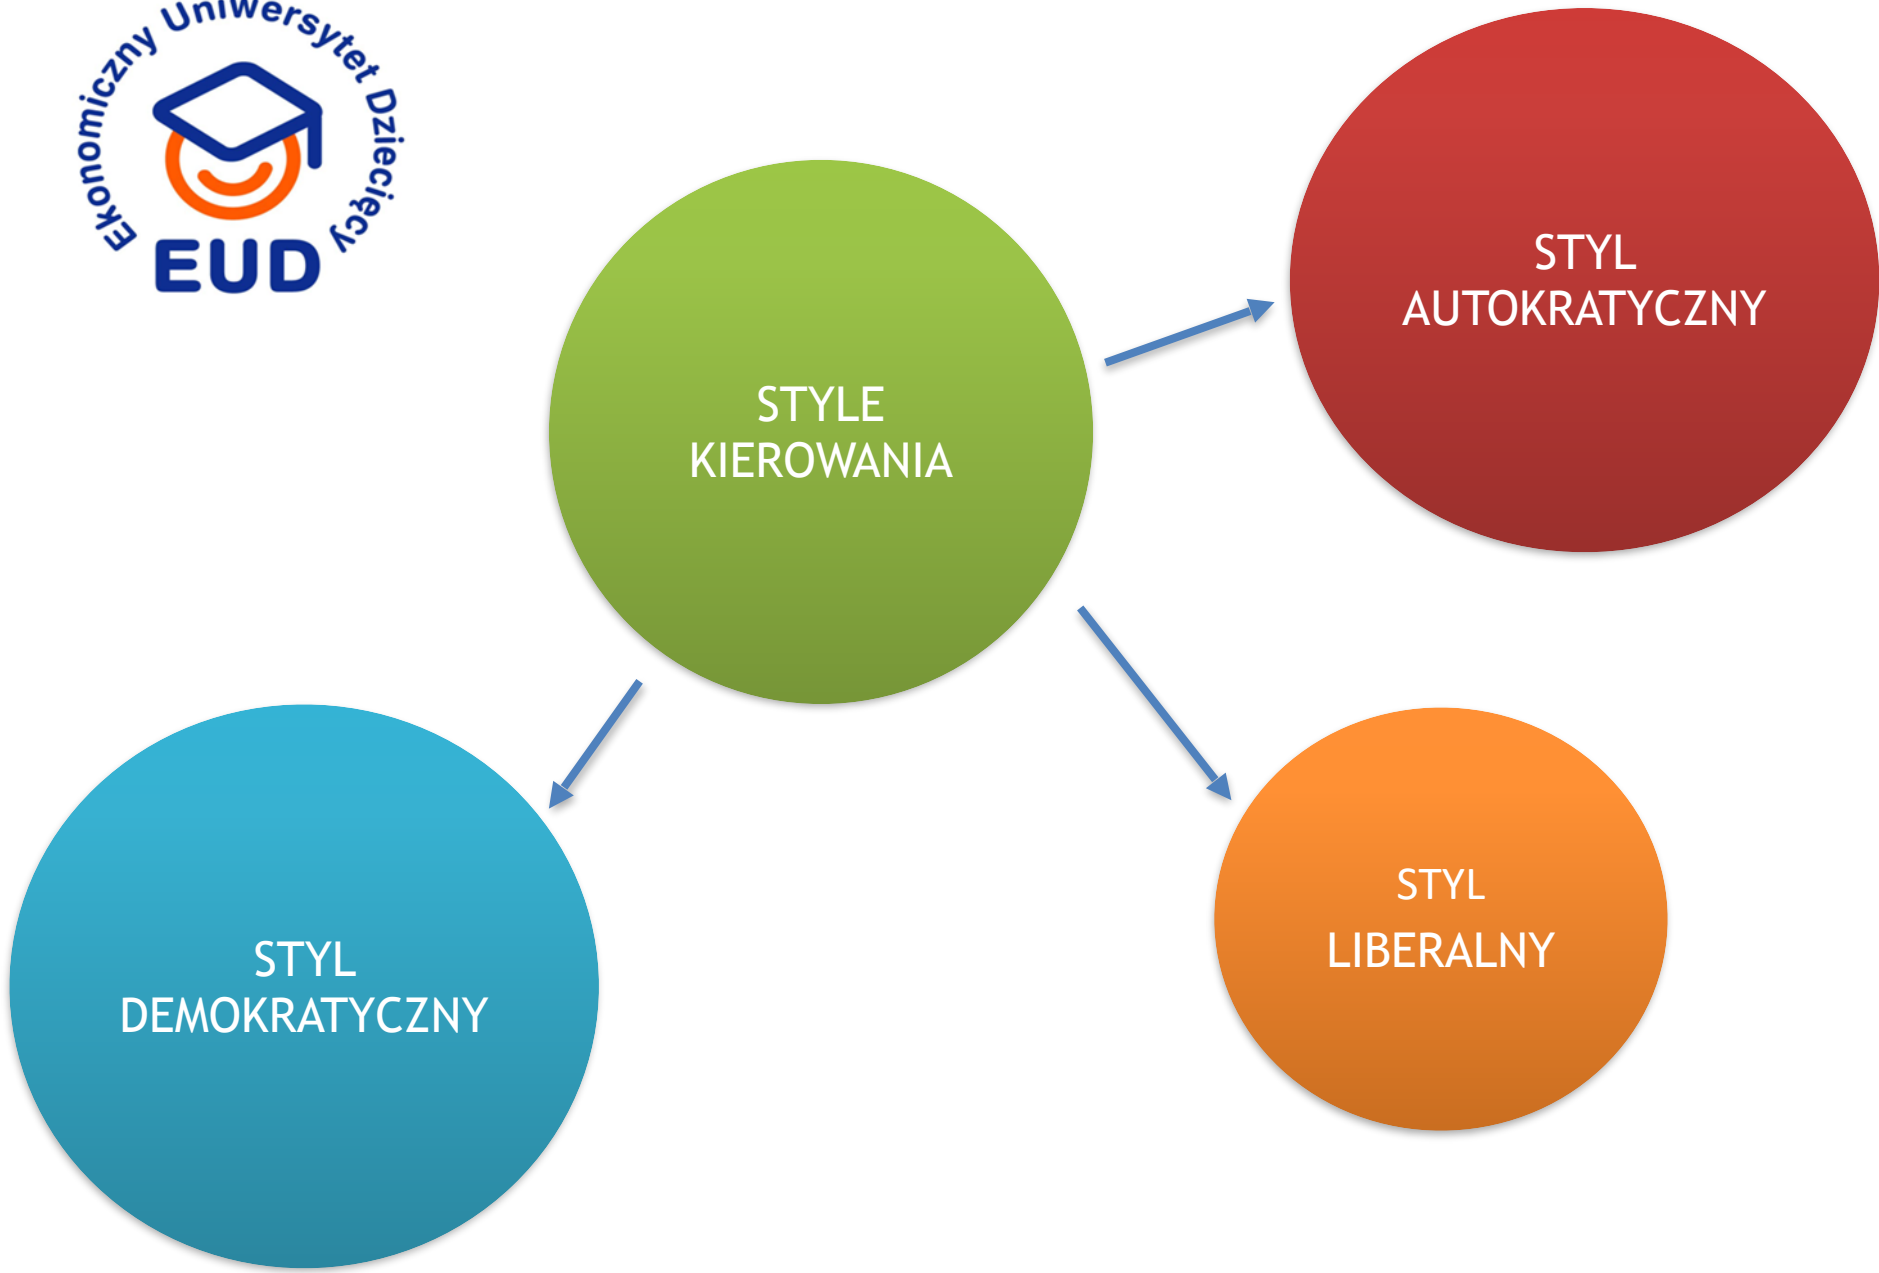 Ekonomiczny Uniwersytet Dziecięcy
EUD
STYL
AUTOKRATYCZNY
STYLE
KIEROWANIA
STYL
LIBERALNY
STYL
DEMOKRATYCZNY